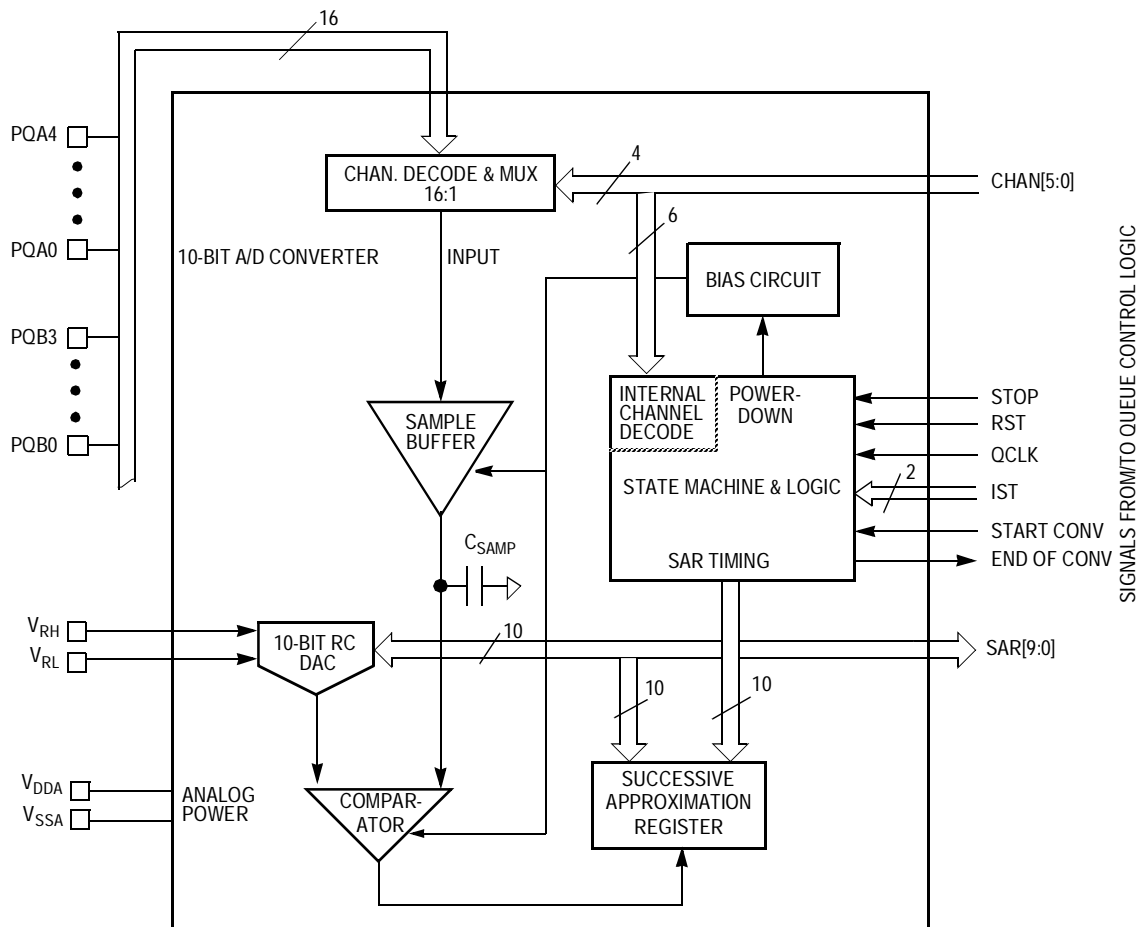 16
PQA4
PQA0
PQB3
PQB0
CHAN. DECODE & MUX
16:1
4
CHAN[5:0]
6
10-BIT A/D CONVERTER
INPUT
BIAS CIRCUIT
SIGNALS FROM/TO QUEUE CONTROL LOGIC
INTERNAL
CHANNEL
DECODE
POWER-
DOWN
STOP
RST
QCLK
2
IST
START CONV
END OF CONV
SAMPLE
BUFFER
STATE MACHINE & LOGIC
SAR TIMING
CSAMP
VRH
VRL
10-BIT RC
DAC
10
SAR[9:0]
10
10
VDDA
VSSA
ANALOG
POWER
COMPAR-
ATOR
SUCCESSIVE
APPROXIMATION
REGISTER